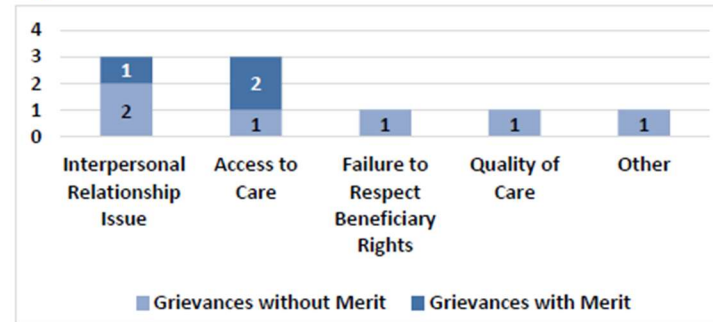 4
3
2
1
0
1
2
2
1
1
1
1
Interpersonal
Relationship
Issue
Access to
Care
Failure to
Respect
Beneficiary
Rights
Quality of
Care
Other
Grievances without Merit
Grievances with Merit